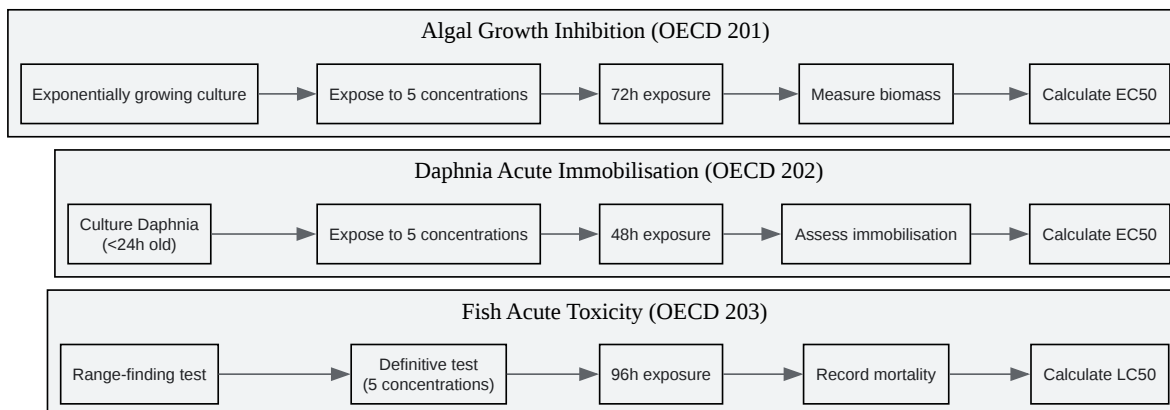 Algal Growth Inhibition (OECD 201)
Exponentially growing culture
Expose to 5 concentrations
72h exposure
Measure biomass
Calculate EC50
Daphnia Acute Immobilisation (OECD 202)
Culture Daphnia
(<24h old)
Expose to 5 concentrations
48h exposure
Assess immobilisation
Calculate EC50
Fish Acute Toxicity (OECD 203)
Range-finding test
Definitive test
(5 concentrations)
96h exposure
Record mortality
Calculate LC50